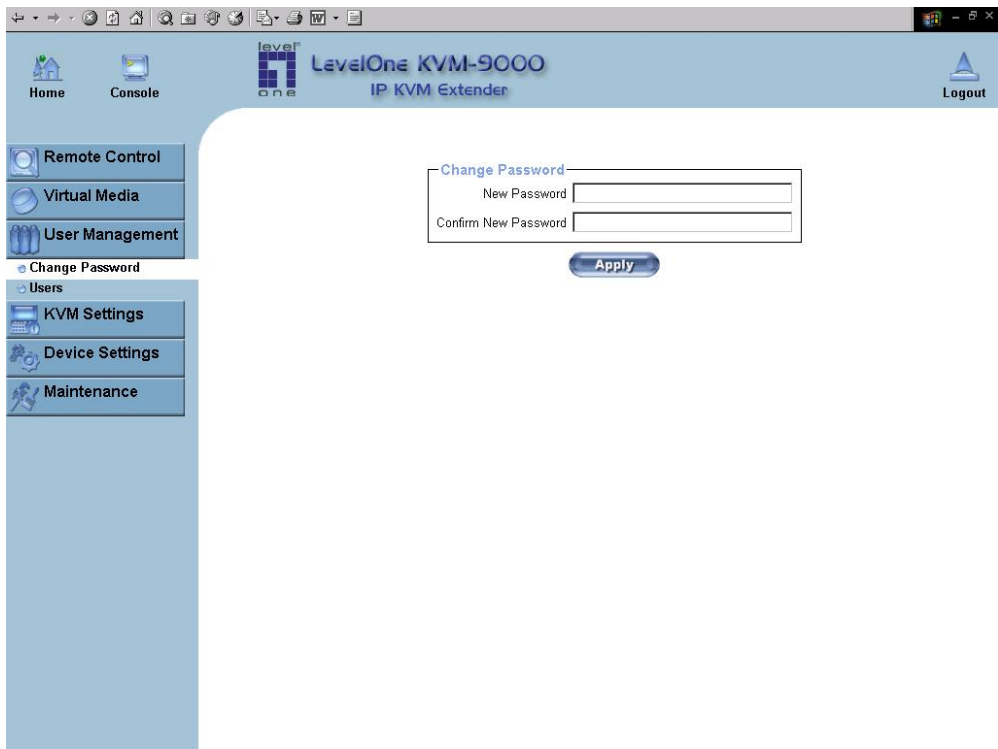 level
one
LevelOne KVM-9000
IP KVM Extender
Home
Console
Logout
Remote Control
Virtual Media
User Management
Change Password
Users
KVM Settings
Device Settings
Maintenance
Change Password
New Password
Confirm New Password
Apply